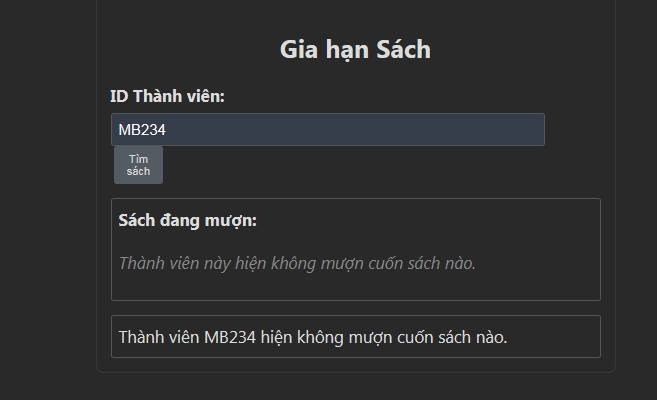 Gia hạn Sách
ID Thành viên:
MB234
Tìm
sách
Sách đang mượn:
Thành viên này hiện không mượn cuốn sách nào.
Thành viên MB234 hiện không mượn cuốn sách nào.